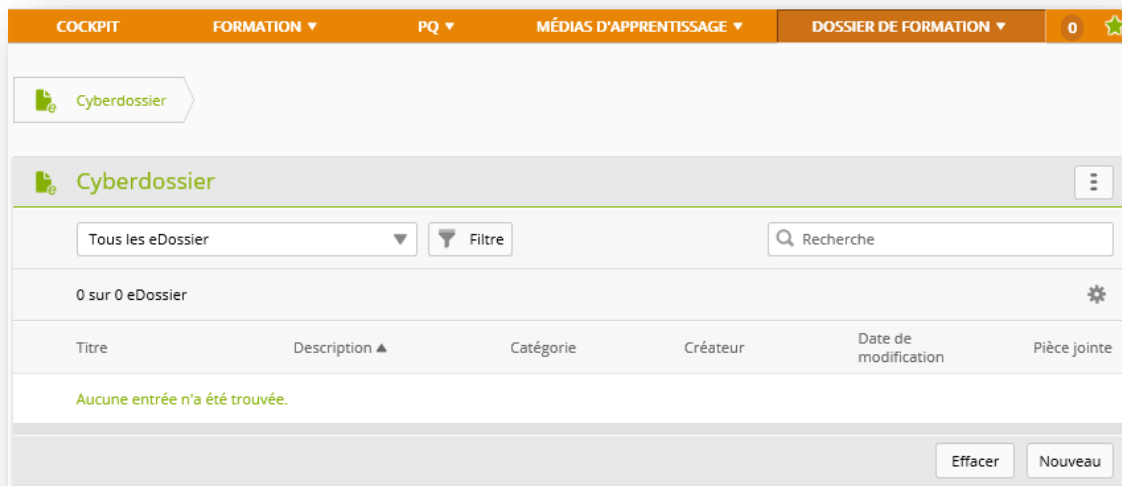 COCKPIT FORMATION ▼ PQ ▼ MÉDIAS D'APPRENTISSAGE ▼ DOSSIER DE FORMATION ▼ 0
Cyberdossier
Cyberdossier
Tous les eDossier Filtre Recherche
0 sur 0 eDossier
Titre Description ▲ Catégorie Créateur Date de modification Pièce jointe
Aucune entrée n'a été trouvée.
Effacer Nouveau